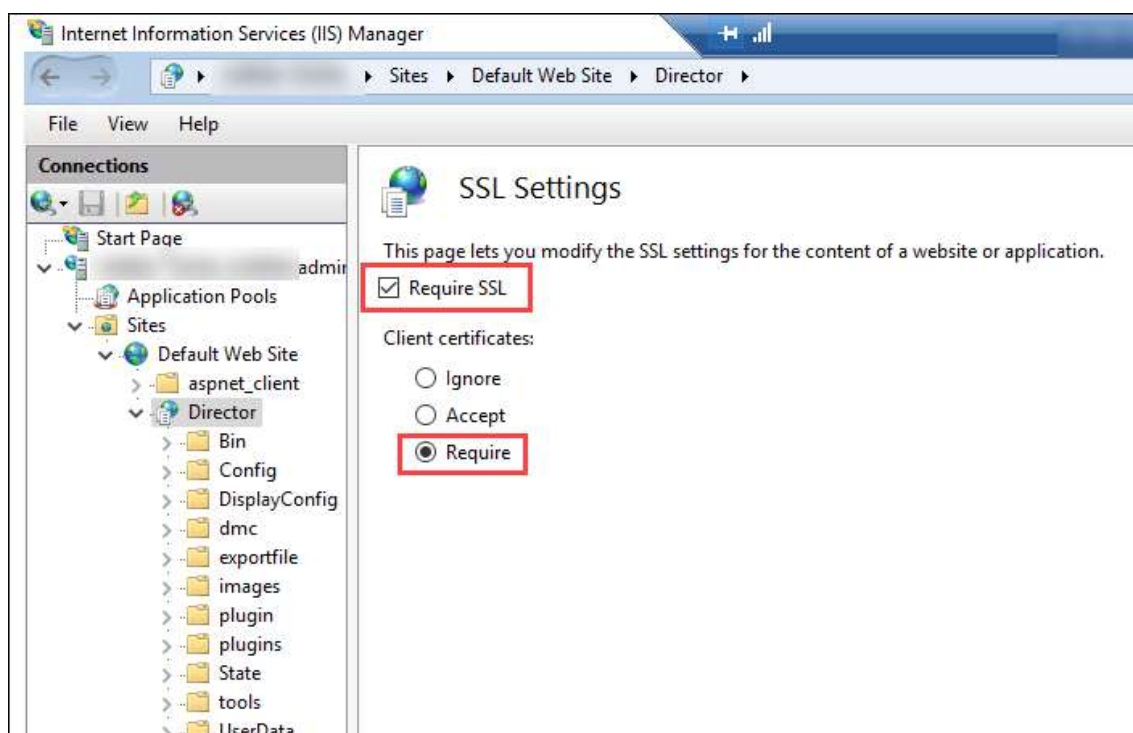 Internet Information Services (IIS) Manager
Sites Default Web Site Director
File View Help
Connections
SSL Settings
Start Page
This page lets you modify the SSL settings for the content of a website or application.
admin
Require SSL
Application Pools
Sites
Client certificates:
Default Web Site
Ignore
aspnet_client
Director
Accept
Bin
Require
Config
DisplayConfig
dmc
exportfile
images
plugin
plugins
State
tools
UserData